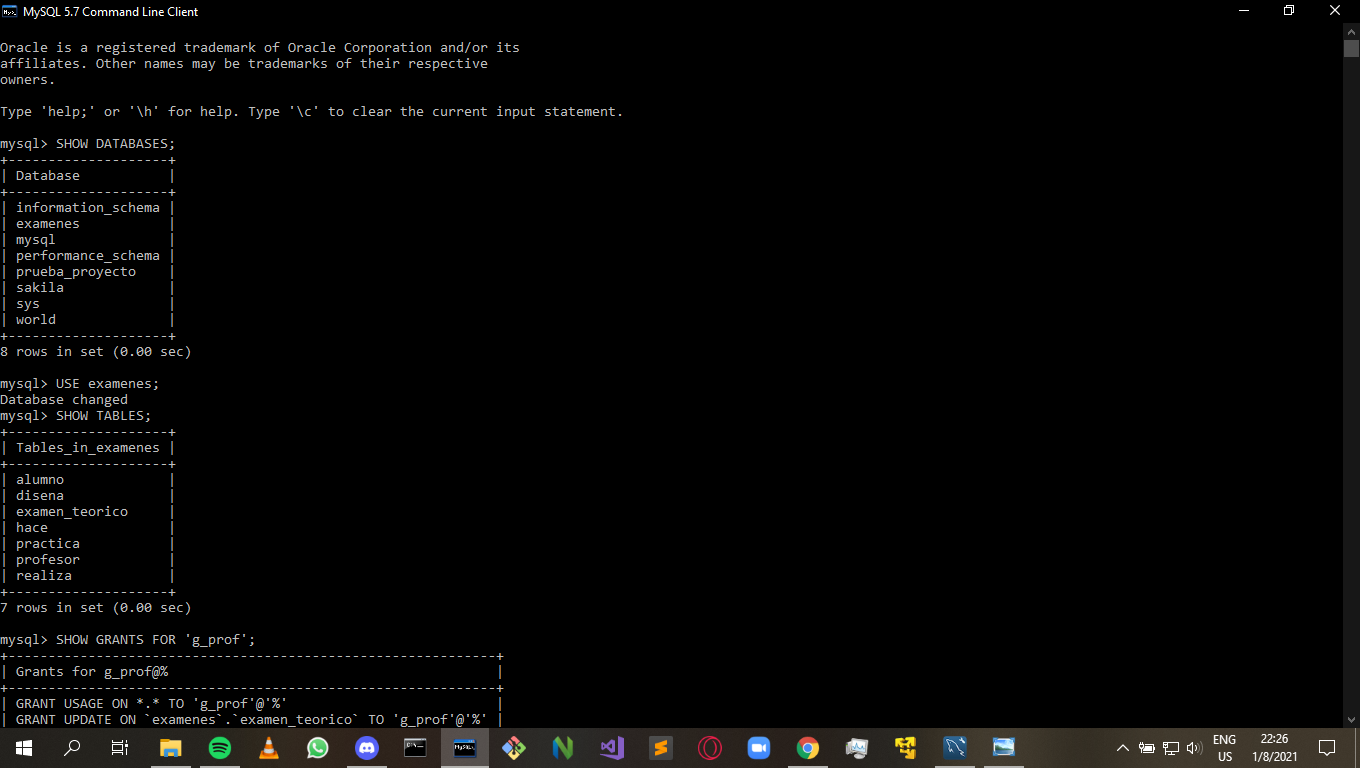 MySQL 5.7 Command Line Client
Oracle is a registered trademark of Oracle Corporation and/or its
affiliates. Other names may be trademarks of their respective
owners.
Type 'help;' or '\h' for help. Type '\c' to clear the current input statement.
mysql> SHOW DATABASES;
+--------------------+
| Database           |
+--------------------+
| information_schema |
| examenes           |
| mysql              |
| performance_schema |
| prueba_proyecto    |
| sakila             |
| sys                |
| world              |
+--------------------+
8 rows in set (0.00 sec)
mysql> USE examenes;
Database changed
mysql> SHOW TABLES;
+--------------------+
| Tables_in_examenes |
+--------------------+
| alumno             |
| disena             |
| examen_teorico     |
| hace               |
| practica           |
| profesor           |
| realiza            |
+--------------------+
7 rows in set (0.00 sec)
mysql> SHOW GRANTS FOR 'g_prof';
+-------------------------------------------------------------+
| Grants for g_prof@%                                         |
+-------------------------------------------------------------+
| GRANT USAGE ON *.* TO 'g_prof'@'%'                          |
| GRANT UPDATE ON `examenes`.`examen_teorico` TO 'g_prof'@'%' |
ENG
US
22:26
1/8/2021